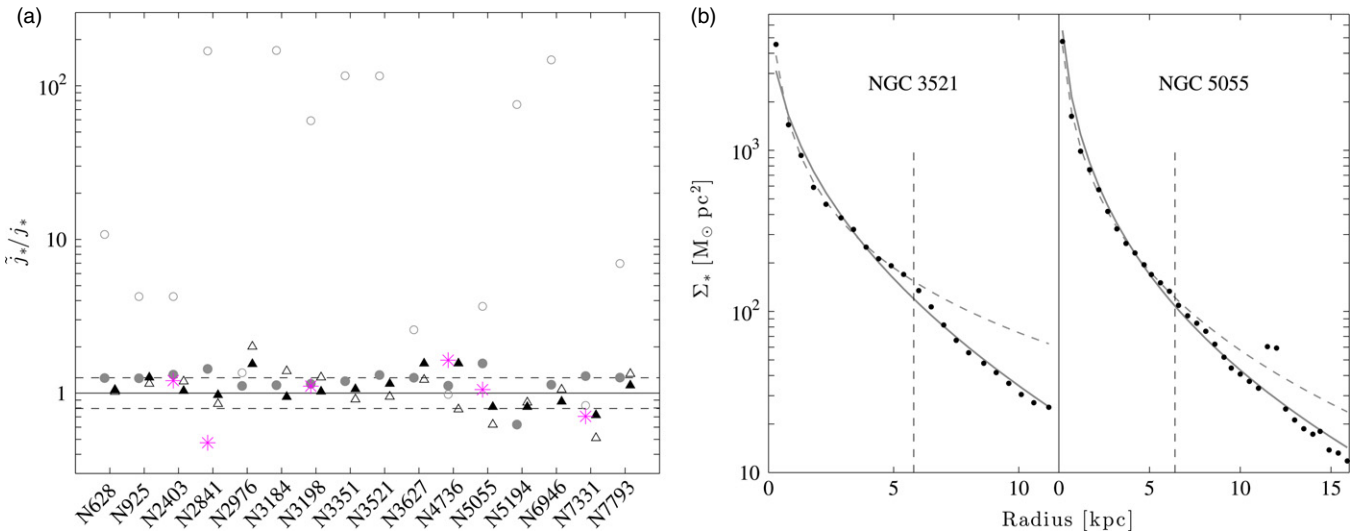 (a)
10²
10
1
j̃*/j*
N628
N925
N2403
N2841
N2976
N3184
N3198
N3351
N3521
N3627
N4736
N5055
N5194
N6946
N7331
N7793
(b)
NGC 3521
NGC 5055
10³
10²
10
Σ* [M⊙ pc²]
0
5
10
0
5
10
15
Radius [kpc]